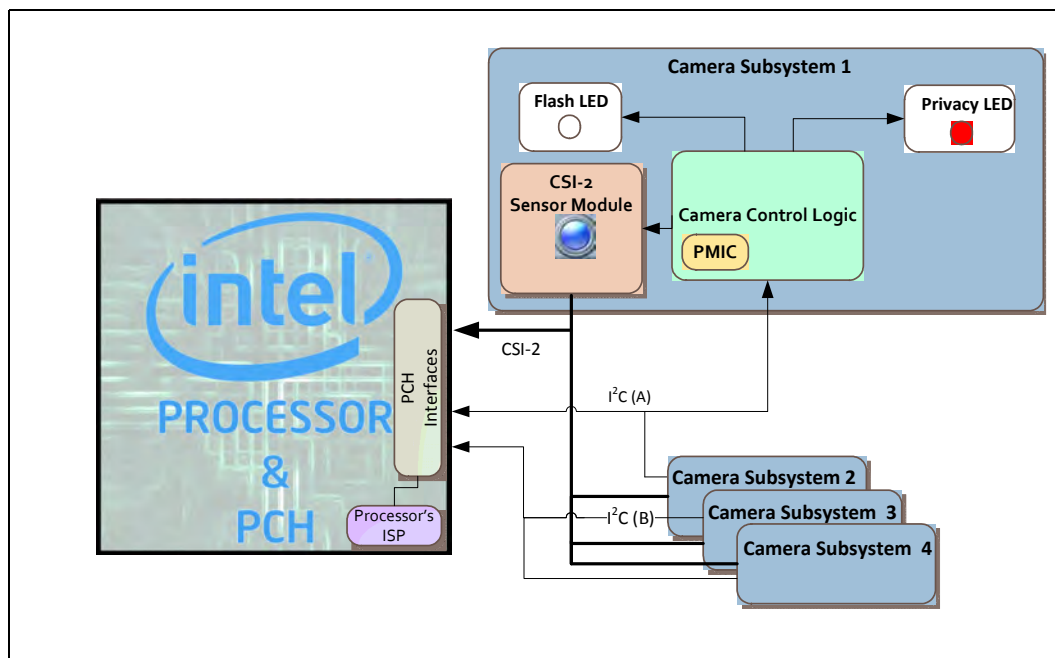 Camera Subsystem 1
Flash LED
Privacy LED
CSI-2
Sensor Module
Camera Control Logic
PMIC
intel®
PROCESSOR
&
PCH
PCH
Interfaces
Processor's
ISP
CSI-2
I²C (A)
I²C (B)
Camera Subsystem 2
Camera Subsystem 3
Camera Subsystem 4